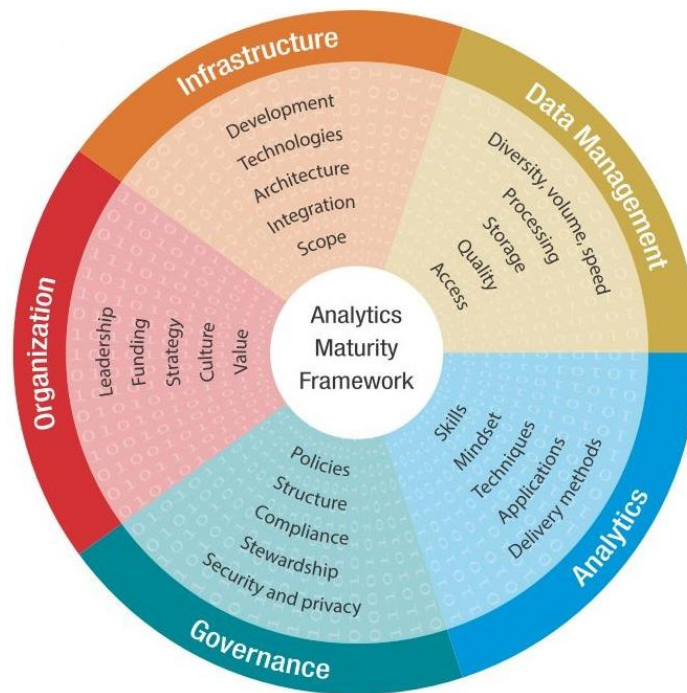 Infrastructure
Development
Technologies
Architecture
Integration
Scope
Data Management
Diversity, volume, speed
Processing
Storage
Quality
Access
Organization
Leadership
Funding
Strategy
Culture
Value
Analytics
Maturity
Framework
Skills
Mindset
Techniques
Applications
Delivery methods
Analytics
Policies
Structure
Compliance
Stewardship
Security and privacy
Governance